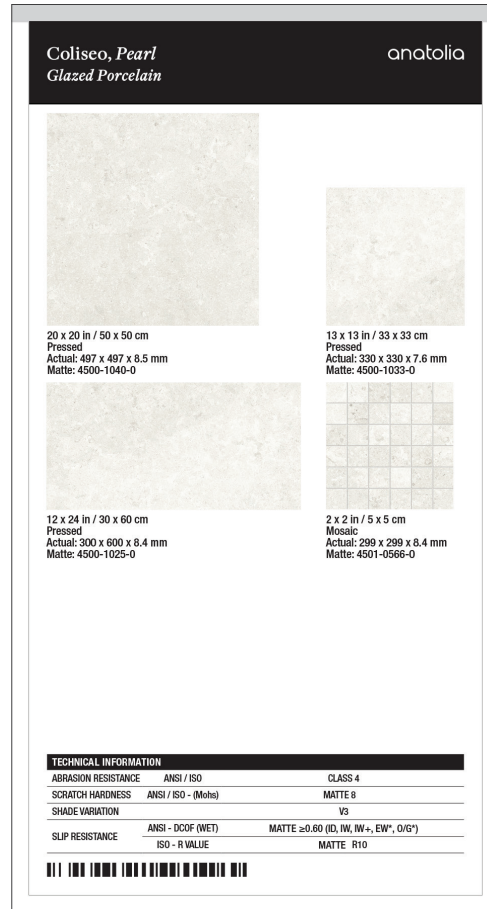 Coliseo, Pearl
Glazed Porcelain
anatolia
20 x 20 in / 50 x 50 cm
Pressed
Actual: 497 x 497 x 8.5 mm
Matte: 4500-1040-0
13 x 13 in / 33 x 33 cm
Pressed
Actual: 330 x 330 x 7.6 mm
Matte: 4500-1033-0
12 x 24 in / 30 x 60 cm
Pressed
Actual: 300 x 600 x 8.4 mm
Matte: 4500-1025-0
2 x 2 in / 5 x 5 cm
Mosaic
Actual: 299 x 299 x 8.4 mm
Matte: 4501-0566-0
TECHNICAL INFORMATION
ABRASION RESISTANCE ANSI / ISO CLASS 4
SCRATCH HARDNESS ANSI / ISO - (Mohs) MATTE 8
SHADE VARIATION V3
SLIP RESISTANCE ANSI - DCOF (WET) MATTE ≥0.60 (ID, IW, IW+, EW*, O/G*)
ISO - R VALUE MATTE R10